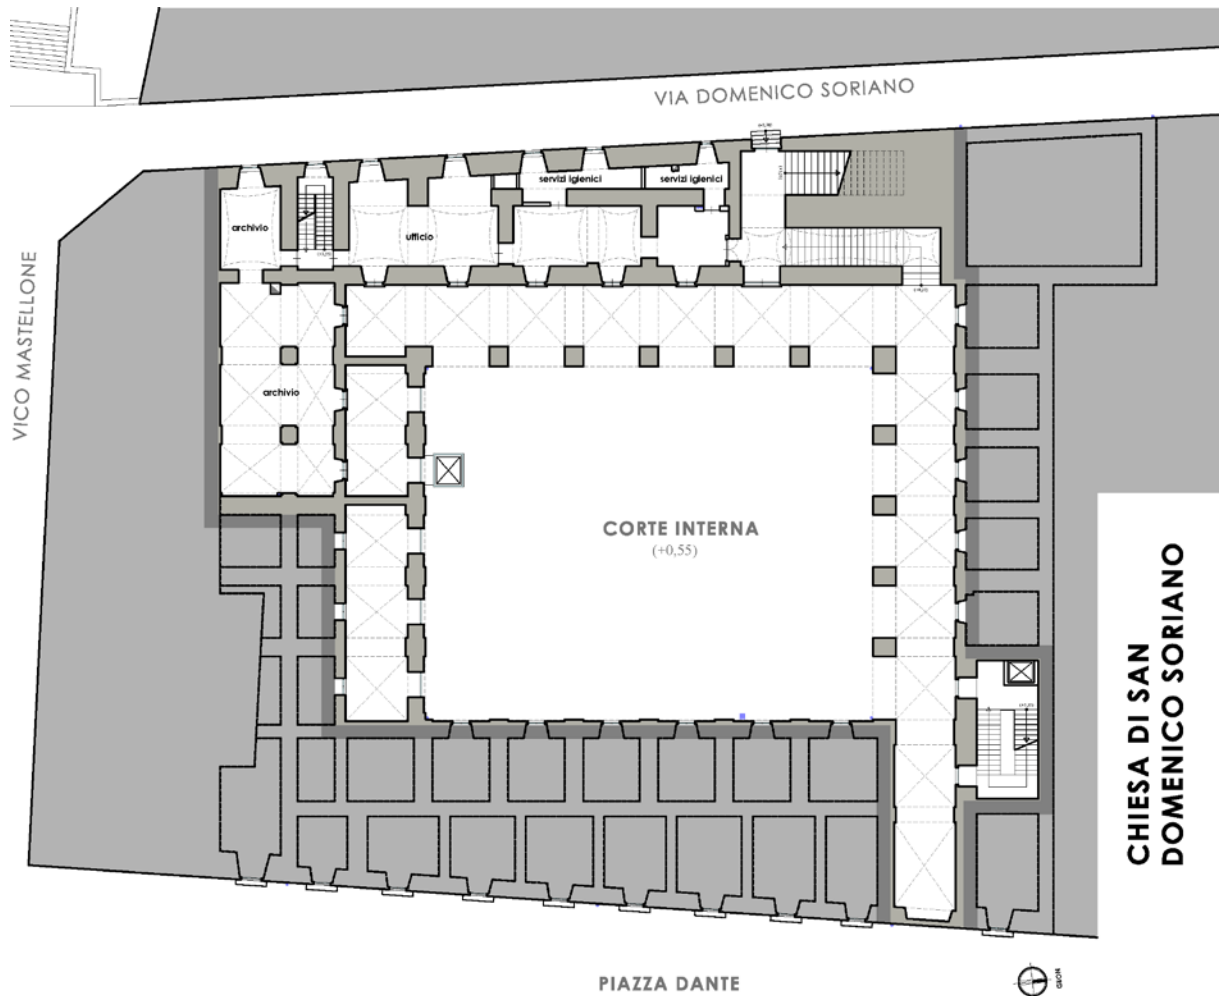 VIA DOMENICO SORIANO
servizi igienici
servizi igienici
archivio
ufficio
VICO MASTELLONE
archivio
CORTE INTERNA
(+0,55)
CHIESA DI SAN
DOMENICO SORIANO
PIAZZA DANTE